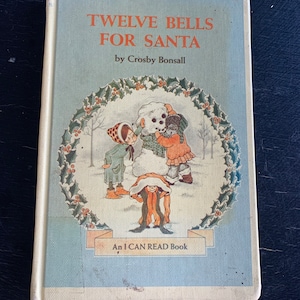 TWELVE BELLS
FOR SANTA
by Crosby Bonsall
An I CAN READ Book